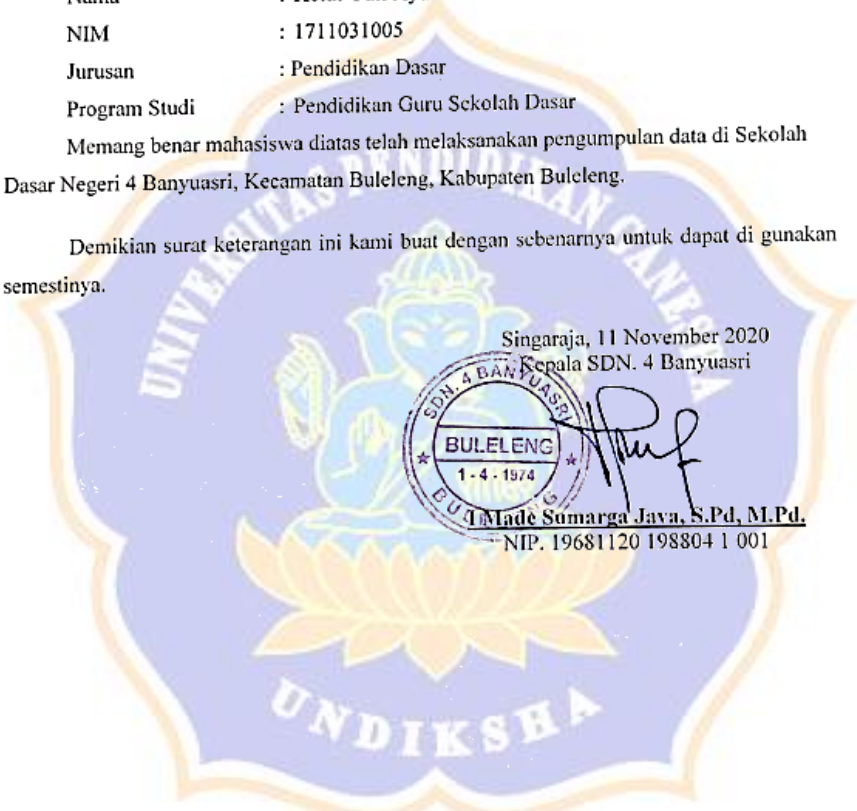 NIM : 1711031005
Jurusan : Pendidikan Dasar
Program Studi : Pendidikan Guru Sekolah Dasar
Memang benar mahasiswa diatas telah melaksanakan pengumpulan data di Sekolah
Dasar Negeri 4 Banyuasri, Kecamatan Buleleng, Kabupaten Buleleng.
Demikian surat keterangan ini kami buat dengan sebenarnya untuk dapat di gunakan
semestinya.
Singaraja, 11 November 2020
Kepala SDN. 4 Banyuasri
SDN. 4 BANYUASRI
BULELENG
1 - 4 - 1974
I Made Sumarga Jaya, S.Pd, M.Pd.
NIP. 19681120 198804 1 001
UNIVERSITAS PENDIDIKAN GANESHA
UNDIKSHA